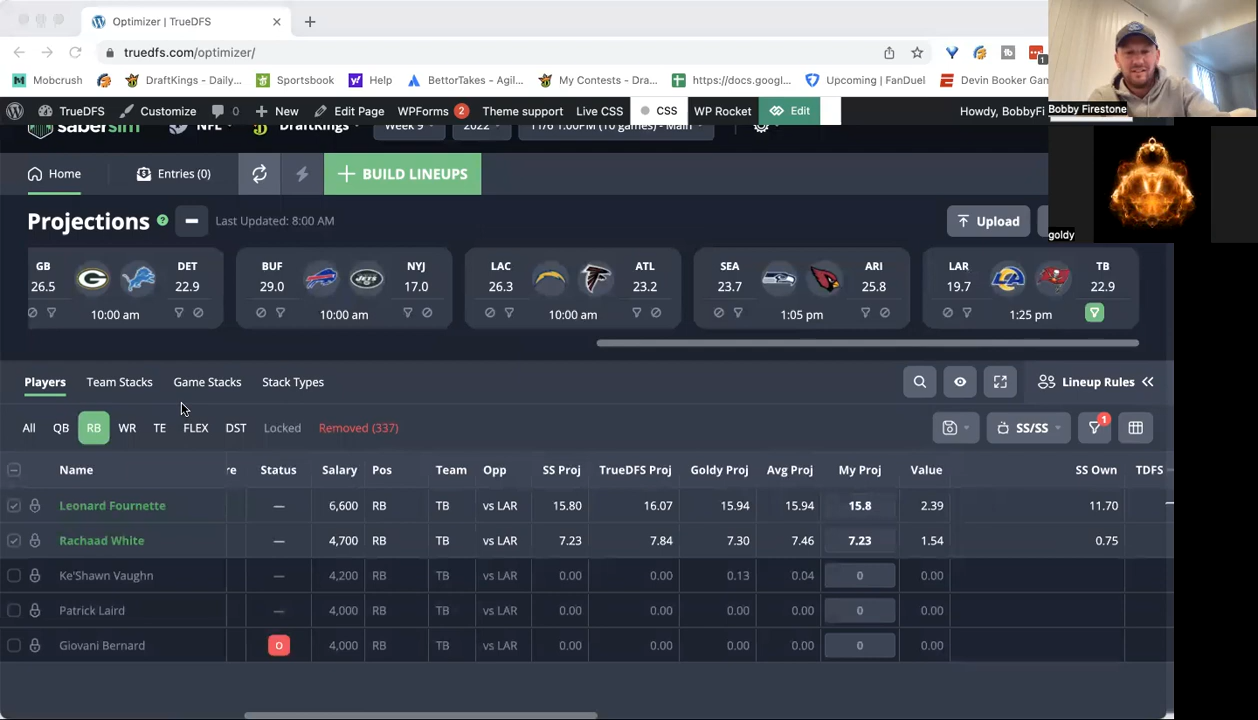 Optimizer | TrueDFS
truedfs.com/optimizer/
1
Mobcrush
DraftKings - Daily...
Sportsbook
Help
BettorTakes - Agil...
My Contests - Dra...
https://docs.googl...
Upcoming | FanDuel
Devin Booker Gam
TrueDFS
Customize
0
New
Edit Page
WPForms 2
Theme support
Live CSS
CSS
WP Rocket
Edit
Howdy, BobbyFi
Bobby Firestone
sabersim
NFL
DraftKings
Week 9
2022
11/6 1:00PM (10 games) - Main
Home
Entries (0)
BUILD LINEUPS
goldy
Projections ?
Last Updated: 8:00 AM
Upload
GB 26.5 DET 22.9
10:00 am
BUF 29.0 NYJ 17.0
10:00 am
LAC 26.3 ATL 23.2
10:00 am
SEA 23.7 ARI 25.8
1:05 pm
LAR 19.7 TB 22.9
1:25 pm
Players Team Stacks Game Stacks Stack Types
Lineup Rules
All QB RB WR TE FLEX DST Locked Removed (337)
SS/SS
1
Name re Status Salary Pos Team Opp SS Proj TrueDFS Proj Goldy Proj Avg Proj My Proj Value SS Own TDFS
Leonard Fournette — 6,600 RB TB vs LAR 15.80 16.07 15.94 15.94 15.8 2.39 11.70
Rachaad White — 4,700 RB TB vs LAR 7.23 7.84 7.30 7.46 7.23 1.54 0.75
Ke'Shawn Vaughn — 4,200 RB TB vs LAR 0.00 0.00 0.13 0.04 0 0.00
Patrick Laird — 4,000 RB TB vs LAR 0.00 0.00 0.00 0.00 0 0.00
Giovani Bernard O 4,000 RB TB vs LAR 0.00 0.00 0.00 0.00 0 0.00